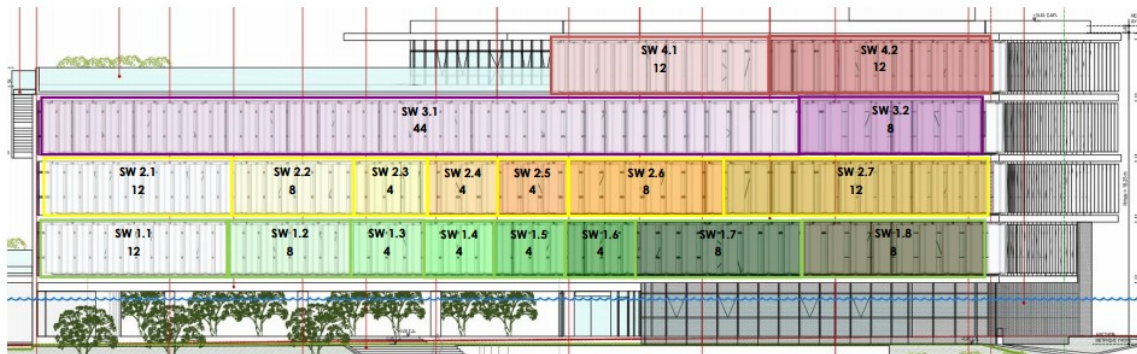 SW 4.1
12
SW 4.2
12
SW 3.1
44
SW 3.2
8
SW 2.1
12
SW 2.2
8
SW 2.3
4
SW 2.4
4
SW 2.5
4
SW 2.6
8
SW 2.7
12
SW 1.1
12
SW 1.2
8
SW 1.3
4
SW 1.4
4
SW 1.5
4
SW 1.6
4
SW 1.7
8
SW 1.8
8